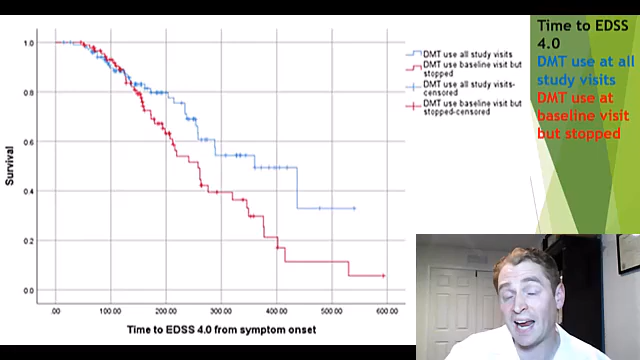 Time to EDSS
4.0
DMT use at all
study visits
DMT use at
baseline visit
but stopped
DMT use all study visits
DMT use baseline visit but
stopped
DMT use all study visits-
censored
DMT use baseline visit but
stopped-censored
Survival
1.0
0.8
0.6
0.4
0.2
0.0
.00
100.00
200.00
300.00
400.00
500.00
600.00
Time to EDSS 4.0 from symptom onset